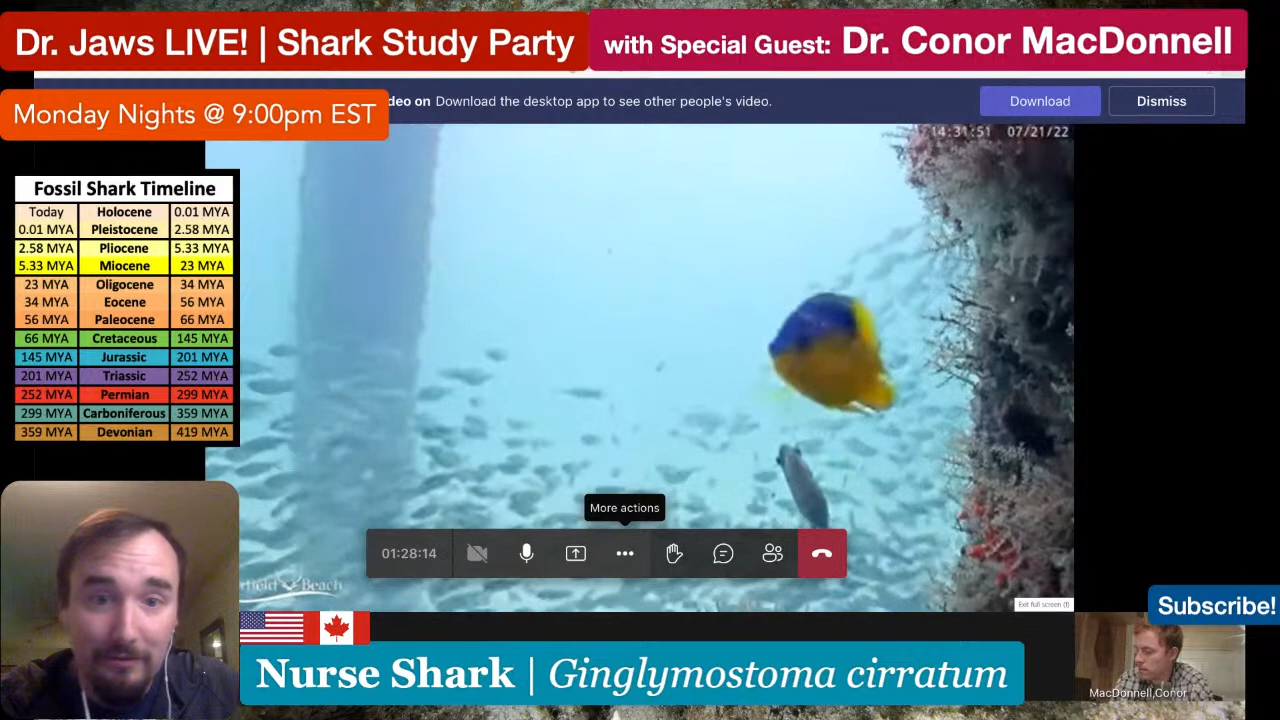 Dr. Jaws LIVE! | Shark Study Party
with Special Guest: Dr. Conor MacDonnell
Monday Nights @ 9:00pm EST
deo on Download the desktop app to see other people's video.
Download
Dismiss
14:31:51 07/21/22
Fossil Shark Timeline
Today Holocene 0.01 MYA
0.01 MYA Pleistocene 2.58 MYA
2.58 MYA Pliocene 5.33 MYA
5.33 MYA Miocene 23 MYA
23 MYA Oligocene 34 MYA
34 MYA Eocene 56 MYA
56 MYA Paleocene 66 MYA
66 MYA Cretaceous 145 MYA
145 MYA Jurassic 201 MYA
201 MYA Triassic 252 MYA
252 MYA Permian 299 MYA
299 MYA Carboniferous 359 MYA
359 MYA Devonian 419 MYA
More actions
01:28:14
field Beach
Exit full screen (f)
Subscribe!
Nurse Shark | Ginglymostoma cirratum
MacDonnell,Conor